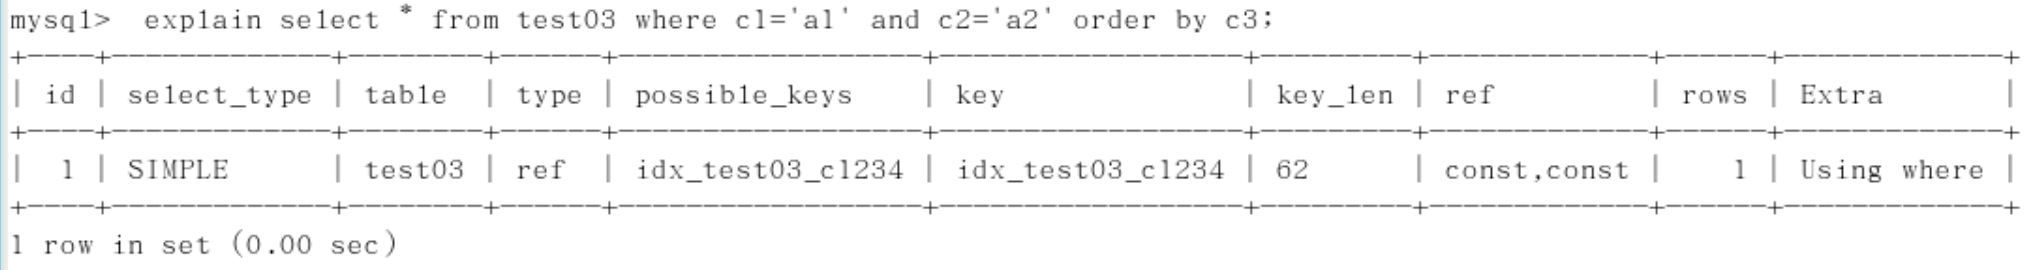 mysql> explain select * from test03 where c1='a1' and c2='a2' order by c3;
+----+-------------+--------+------+------------------+------------------+---------+-------------+------+-------------+
| id | select_type | table | type | possible_keys | key | key_len | ref | rows | Extra |
+----+-------------+--------+------+------------------+------------------+---------+-------------+------+-------------+
| 1 | SIMPLE | test03 | ref | idx_test03_c1234 | idx_test03_c1234 | 62 | const,const | 1 | Using where |
+----+-------------+--------+------+------------------+------------------+---------+-------------+------+-------------+
1 row in set (0.00 sec)